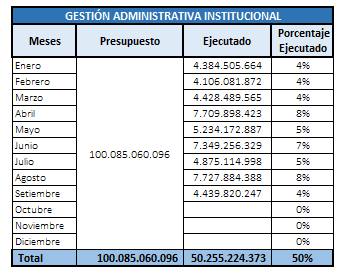 GESTIÓN ADMINISTRATIVA INSTITUCIONAL
Meses Presupuesto Ejecutado Porcentaje Ejecutado
Enero 4.384.505.664 4%
Febrero 4.106.081.872 4%
Marzo 4.428.489.565 4%
Abril 7.709.898.423 8%
Mayo 5.234.172.887 5%
Junio 7.349.256.329 7%
100.085.060.096
Julio 4.875.114.998 5%
Agosto 7.727.884.388 8%
Setiembre 4.439.820.247 4%
Octubre 0%
Noviembre 0%
Diciembre 0%
Total 100.085.060.096 50.255.224.373 50%